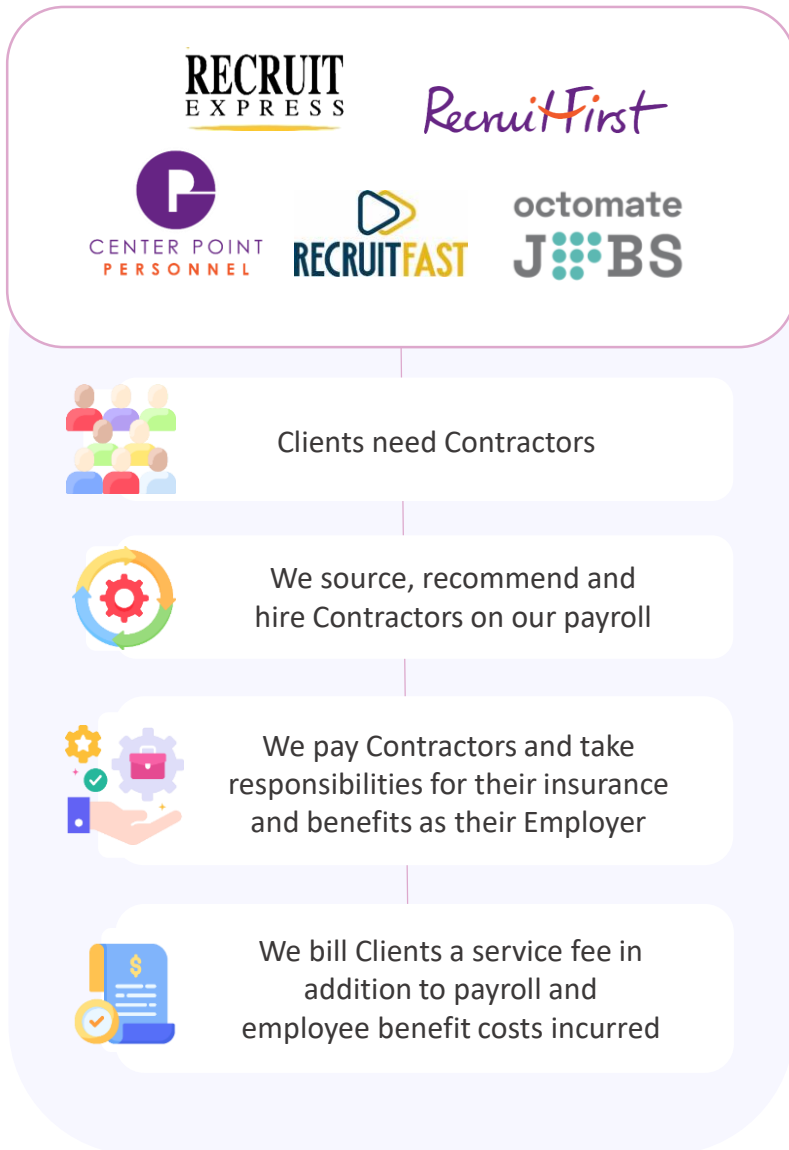 RECRUIT
EXPRESS
RecruitFirst
CENTER POINT
PERSONNEL
RECRUITFAST
octomate
JOBS
Clients need Contractors
We source, recommend and
hire Contractors on our payroll
We pay Contractors and take
responsibilities for their insurance
and benefits as their Employer
$
We bill Clients a service fee in
addition to payroll and
employee benefit costs incurred